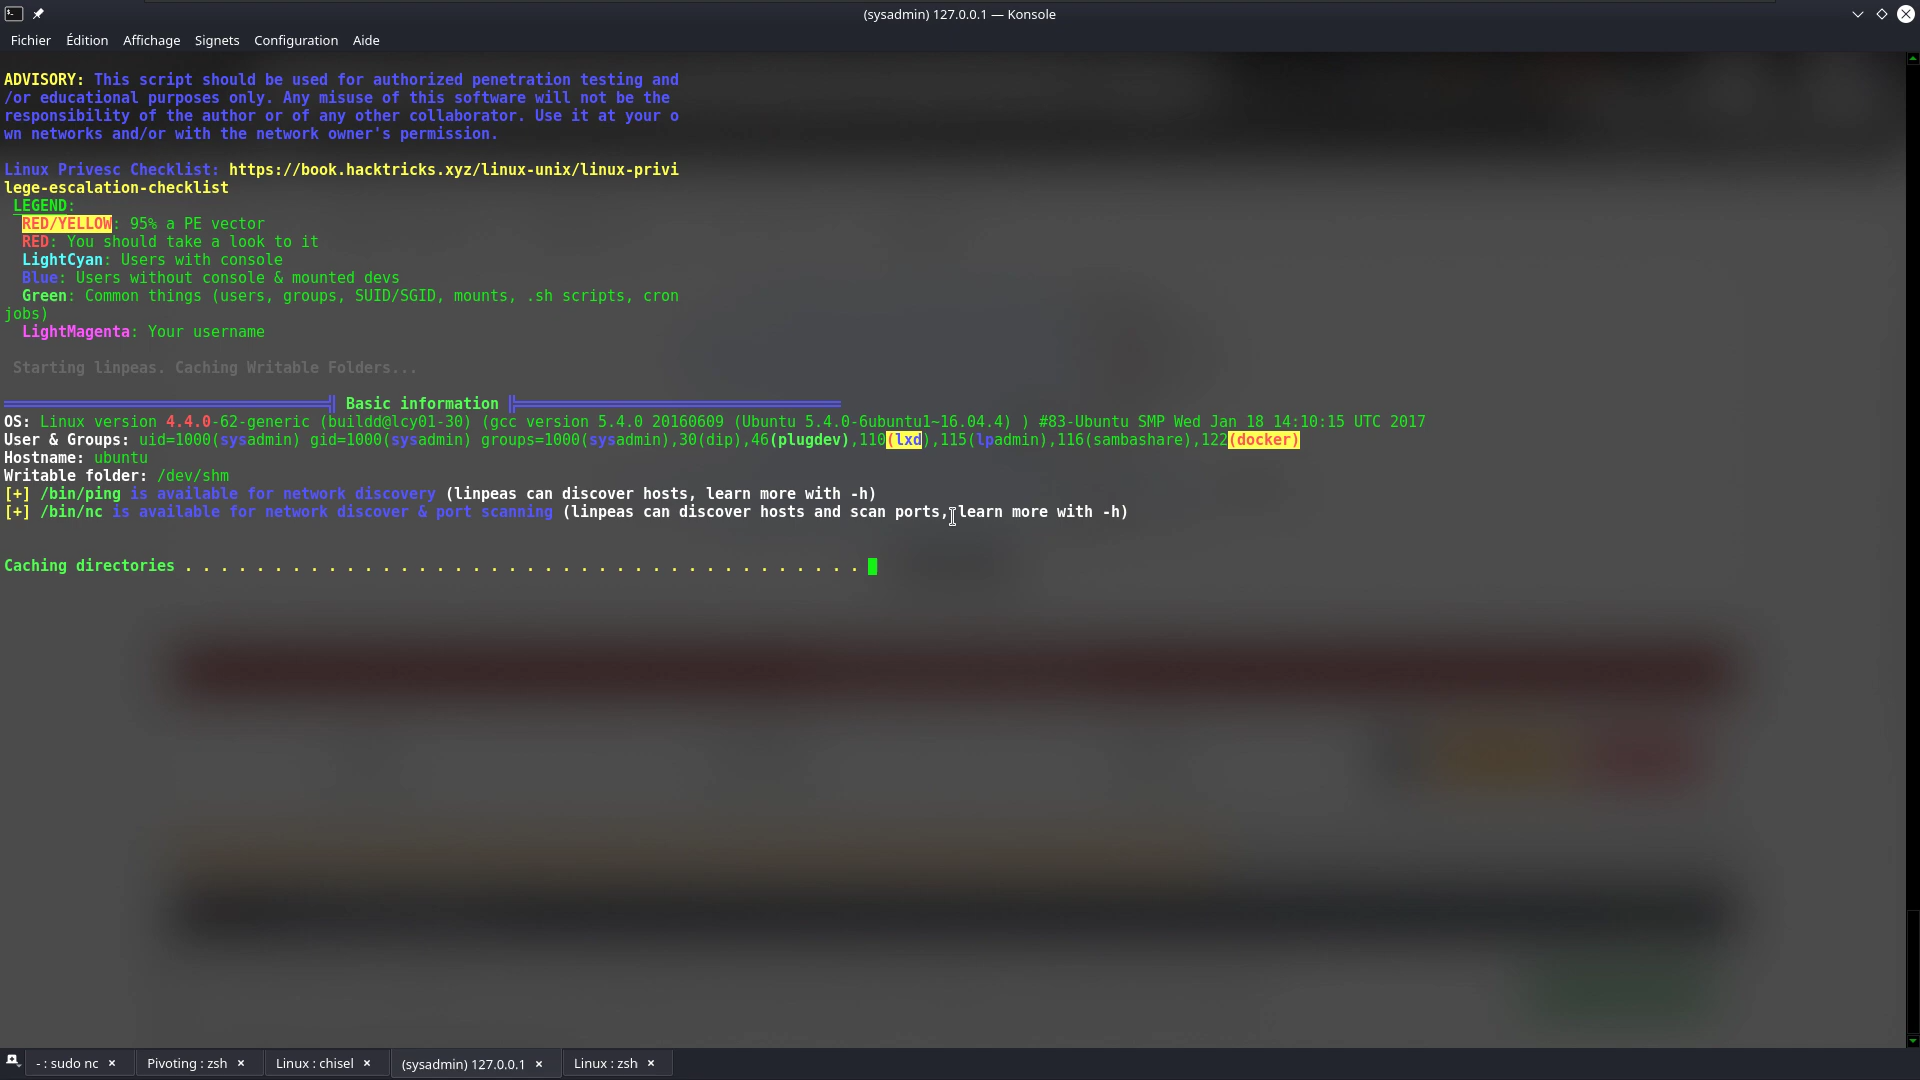 (sysadmin) 127.0.0.1 — Konsole
Fichier Édition Affichage Signets Configuration Aide
ADVISORY: This script should be used for authorized penetration testing and
/or educational purposes only. Any misuse of this software will not be the
responsibility of the author or of any other collaborator. Use it at your o
wn networks and/or with the network owner's permission.
Linux Privesc Checklist: https://book.hacktricks.xyz/linux-unix/linux-privi
lege-escalation-checklist
LEGEND:
RED/YELLOW: 95% a PE vector
RED: You should take a look to it
LightCyan: Users with console
Blue: Users without console & mounted devs
Green: Common things (users, groups, SUID/SGID, mounts, .sh scripts, cron
jobs)
LightMagenta: Your username
Starting linpeas. Caching Writable Folders...
════════════════════════════════════╣ Basic information ╠════════════════════════════════════
OS: Linux version 4.4.0-62-generic (buildd@lcy01-30) (gcc version 5.4.0 20160609 (Ubuntu 5.4.0-6ubuntu1~16.04.4) ) #83-Ubuntu SMP Wed Jan 18 14:10:15 UTC 2017
User & Groups: uid=1000(sysadmin) gid=1000(sysadmin) groups=1000(sysadmin),30(dip),46(plugdev),110(lxd),115(lpadmin),116(sambashare),122(docker)
Hostname: ubuntu
Writable folder: /dev/shm
[+] /bin/ping is available for network discovery (linpeas can discover hosts, learn more with -h)
[+] /bin/nc is available for network discover & port scanning (linpeas can discover hosts and scan ports, learn more with -h)
Caching directories . . . . . . . . . . . . . . . . . . . . . . . . . . . . . . . . . . . . . .
- : sudo nc × Pivoting : zsh × Linux : chisel × (sysadmin) 127.0.0.1 × Linux : zsh ×